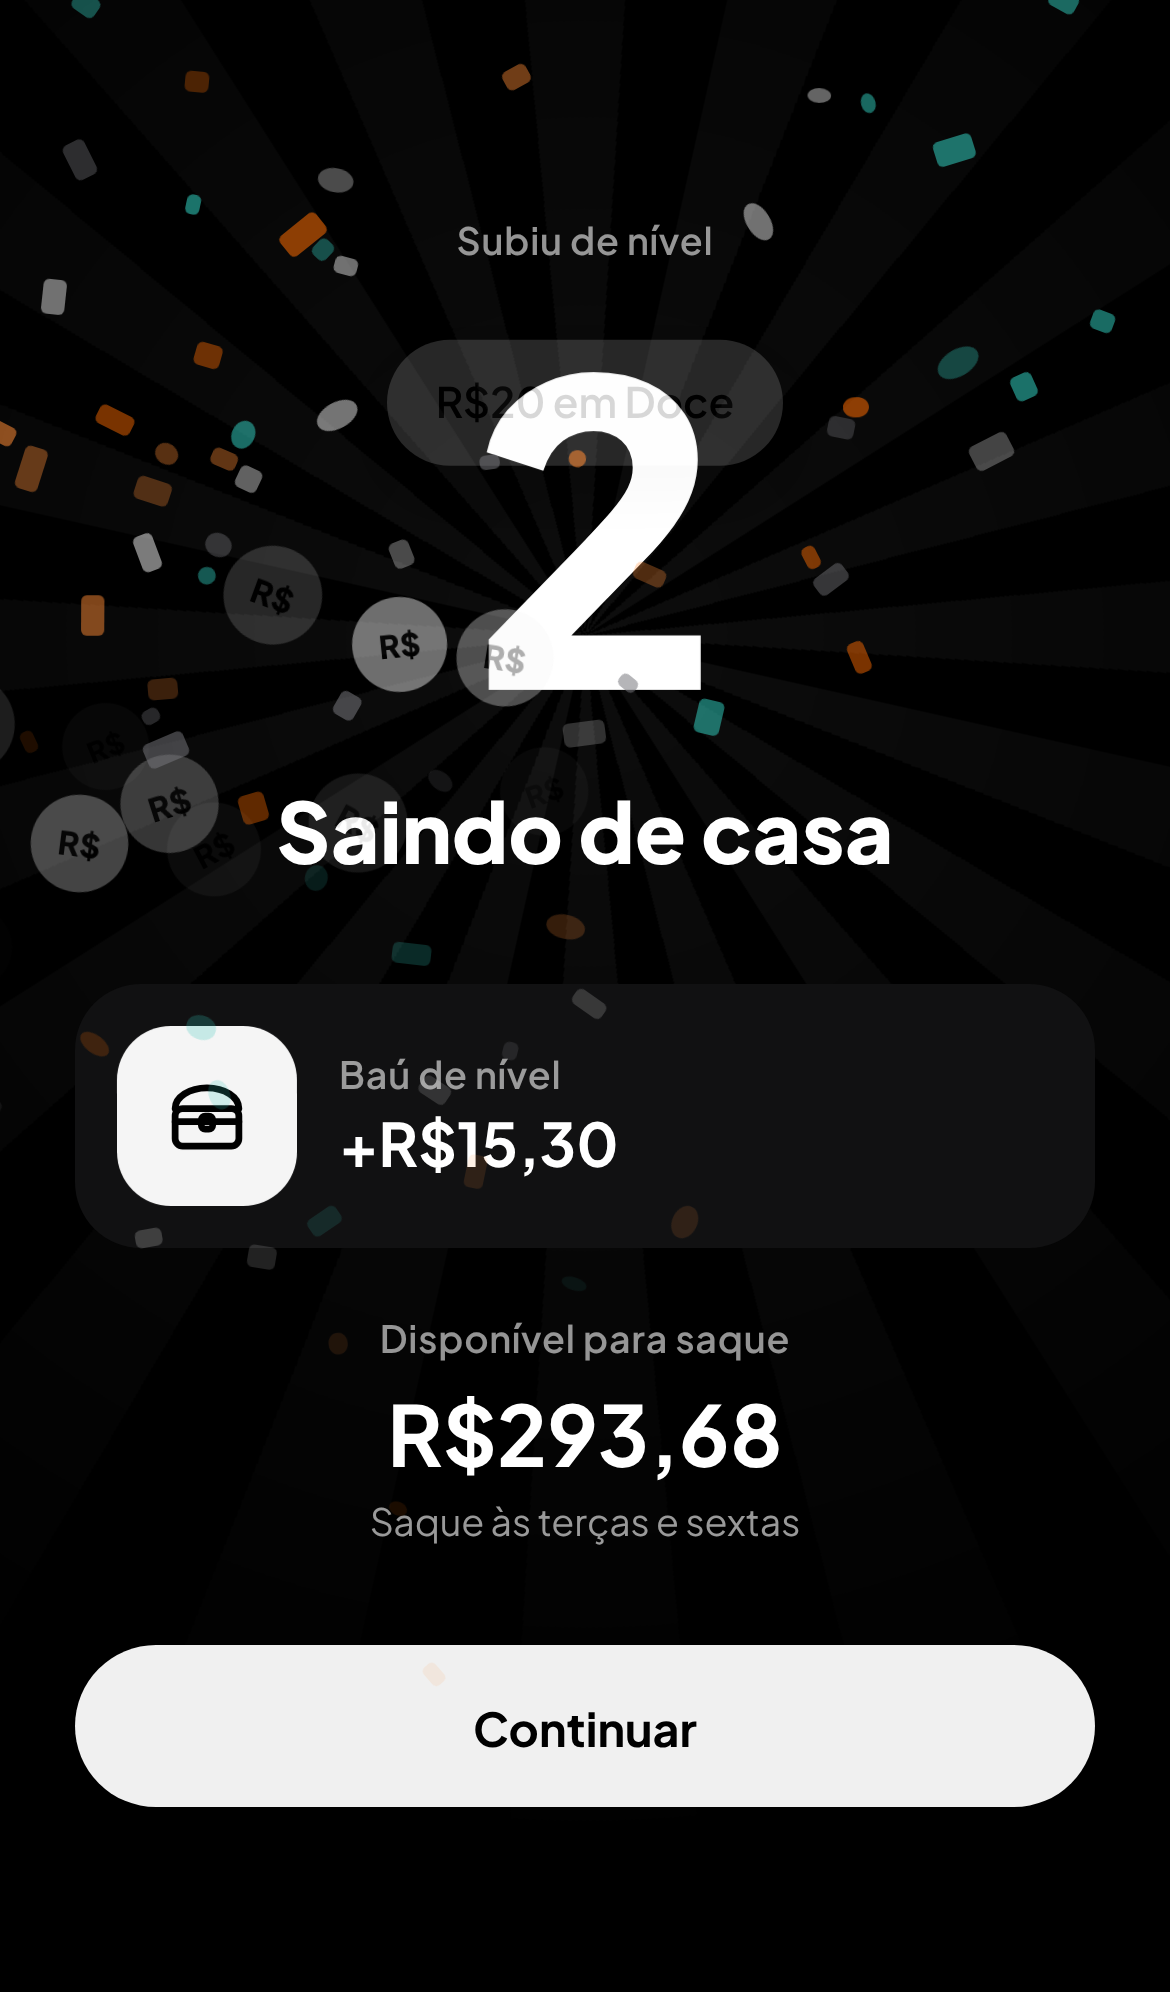 Subiu de nível
R$20 em Doce
2
R$
R$
R$
R$
R$
R$
R$
R$
R$
Saindo de casa
Baú de nível
+R$15,30
Disponível para saque
R$293,68
Saque às terças e sextas
Continuar